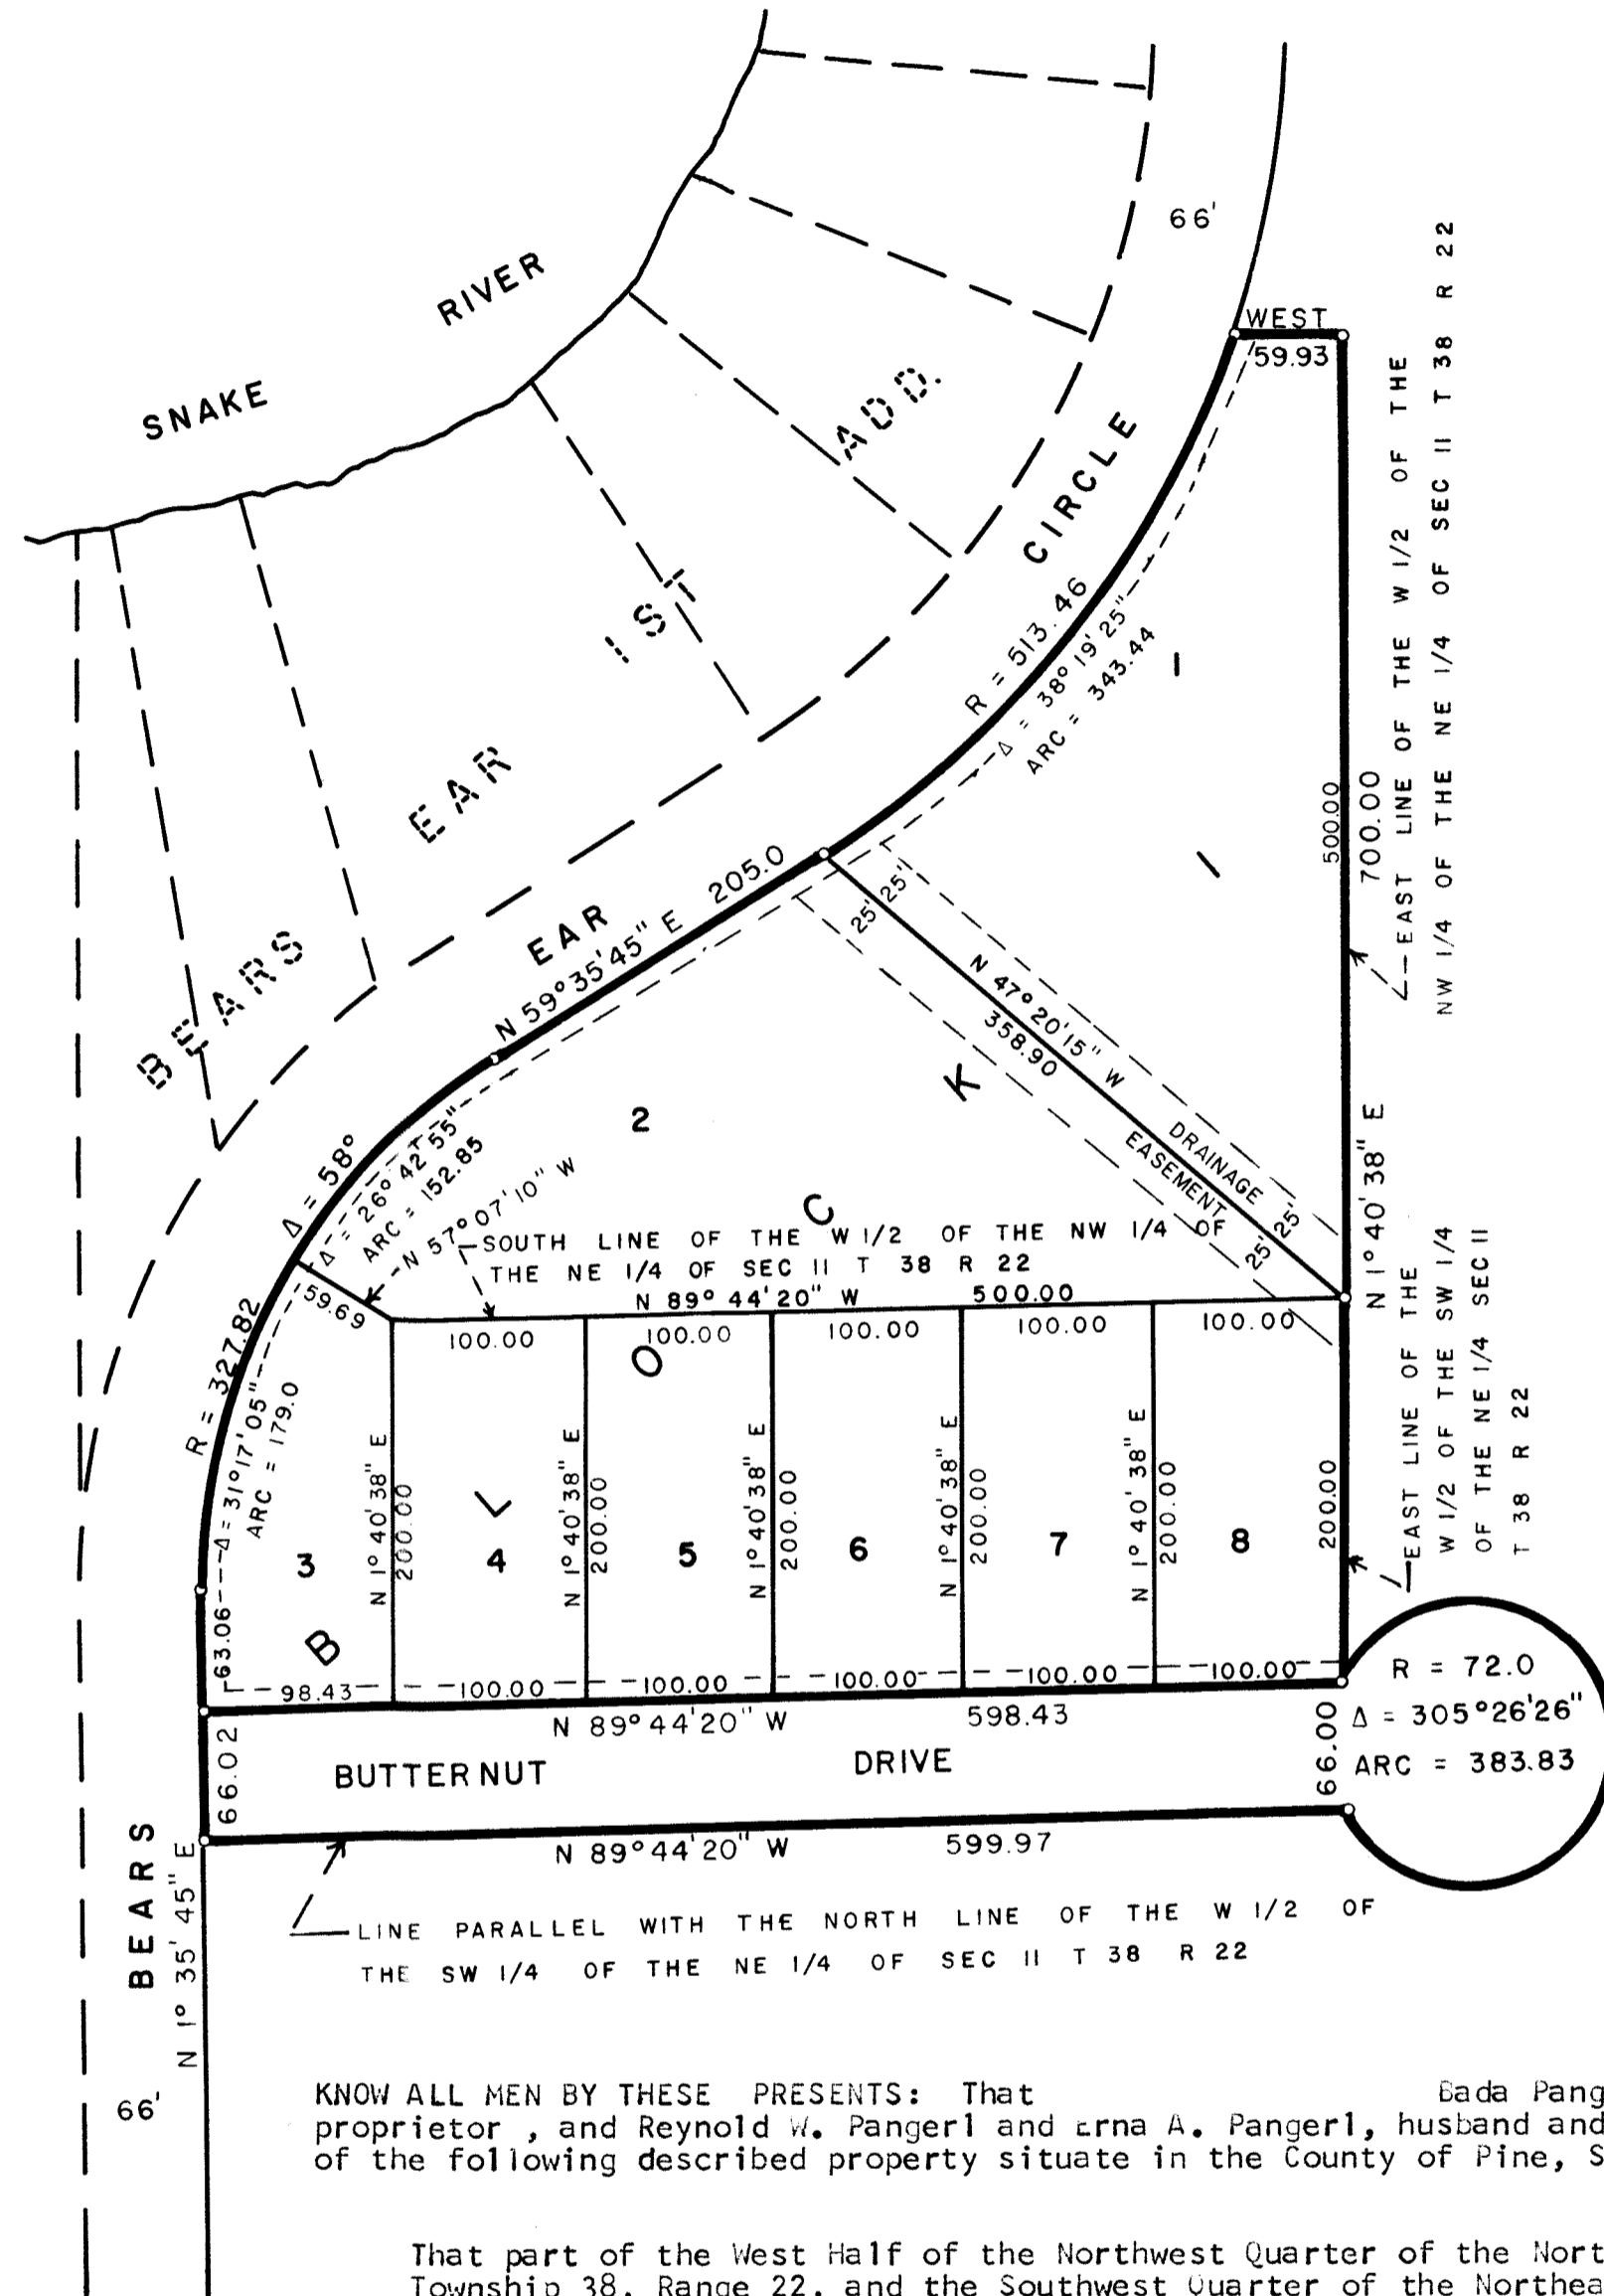 66'
SNAKE RIVER
WEST
59.93
BEARS EAR 1ST ADD.
BEARS EAR CIRCLE
R = 513.46
Δ = 38° 19' 25"
ARC = 343.44
1
500.00
700.00
EAST LINE OF THE W 1/2 OF THE
NW 1/4 OF THE NE 1/4 OF SEC 11 T 38 R 22
N 59° 35' 45" E 205.0
25' 25'
N 47° 20' 15" W
358.90
DRAINAGE
EASEMENT
25' 25'
N 1° 40' 38" E
2
BLOCK 1
Δ = 58°
R = 327.82
Δ = 26° 42' 55"
ARC = 152.85
N 57° 07' 10" W
59.69
SOUTH LINE OF THE W 1/2 OF THE NW 1/4 OF
THE NE 1/4 OF SEC 11 T 38 R 22
N 89° 44' 20" W 500.00
100.00 100.00 100.00 100.00 100.00
Δ = 31° 17' 05"
ARC = 179.0
N 1° 40' 38" E
200.00
N 1° 40' 38" E
200.00
N 1° 40' 38" E
200.00
N 1° 40' 38" E
200.00
N 1° 40' 38" E
200.00
200.00
3 4 5 6 7 8
EAST LINE OF THE
W 1/2 OF THE SW 1/4
OF THE NE 1/4 SEC 11
T 38 R 22
63.06
98.43 100.00 100.00 100.00 100.00 100.00
N 89° 44' 20" W 598.43
66.02
BUTTERNUT DRIVE
66.00
R = 72.0
Δ = 305° 26' 26"
ARC = 383.83
N 89° 44' 20" W 599.97
N 1° 35' 45" E
LINE PARALLEL WITH THE NORTH LINE OF THE W 1/2 OF
THE SW 1/4 OF THE NE 1/4 OF SEC 11 T 38 R 22
66'
KNOW ALL MEN BY THESE PRESENTS: That Bada Pang
proprietor , and Reynold W. Pangerl and Erna A. Pangerl, husband and
of the following described property situate in the County of Pine, S
That part of the West Half of the Northwest Quarter of the Nort
Township 38, Range 22, and the Southwest Quarter of the Northea